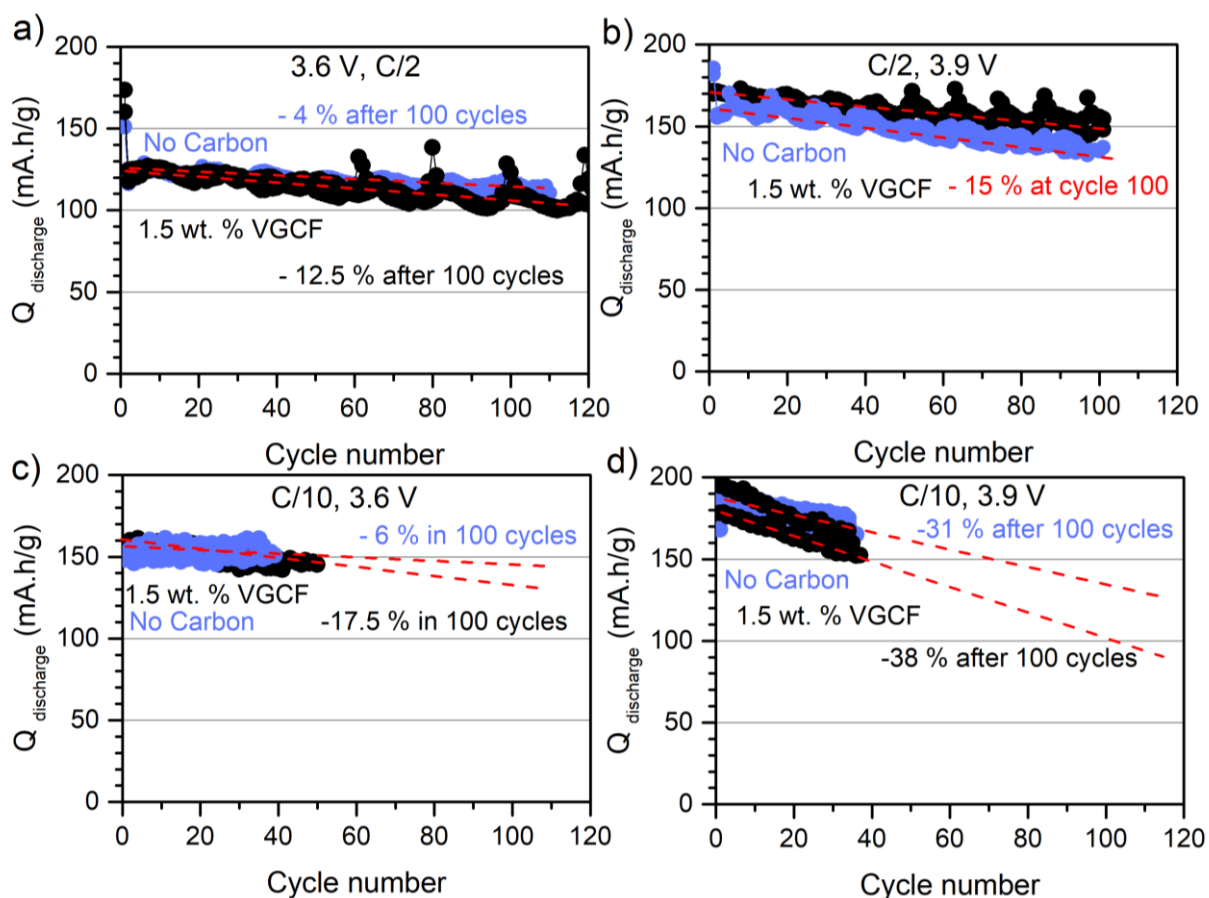 a)
3.6 V, C/2
- 4 % after 100 cycles
No Carbon
1.5 wt. % VGCF
- 12.5 % after 100 cycles
Q discharge (mA.h/g)
200
150
100
50
0
0 20 40 60 80 100 120
Cycle number
b)
C/2, 3.9 V
No Carbon
1.5 wt. % VGCF
- 15 % at cycle 100
Q discharge (mA.h/g)
200
150
100
50
0
0 20 40 60 80 100 120
Cycle number
c)
C/10, 3.6 V
- 6 % in 100 cycles
1.5 wt. % VGCF
No Carbon
-17.5 % in 100 cycles
Q discharge (mA.h/g)
200
150
100
50
0
0 20 40 60 80 100 120
Cycle number
d)
C/10, 3.9 V
-31 % after 100 cycles
No Carbon
1.5 wt. % VGCF
-38 % after 100 cycles
Q discharge (mA.h/g)
200
150
100
50
0
0 20 40 60 80 100 120
Cycle number